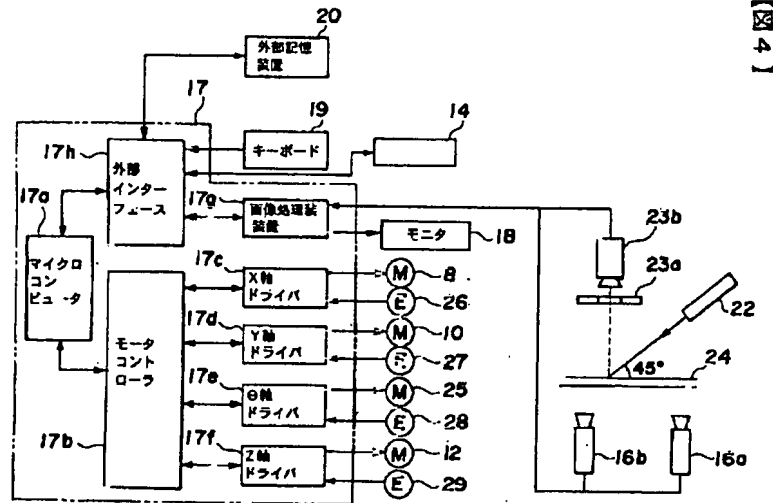 【図4】
20
外部記憶
装置
17
19
14
キーボード
17h
外部
インター
フェース
17a
17g
画像処理装
装置
モニタ
18
23b
23a
22
24
45°
マイクロ
コン
ピュータ
17c
X軸
ドライバ
M
8
E
26
17d
Y軸
ドライバ
M
10
E
27
モータ
コント
ローラ
17e
Θ軸
ドライバ
M
25
E
28
17b
17f
Z軸
ドライバ
M
12
E
29
16b
16a